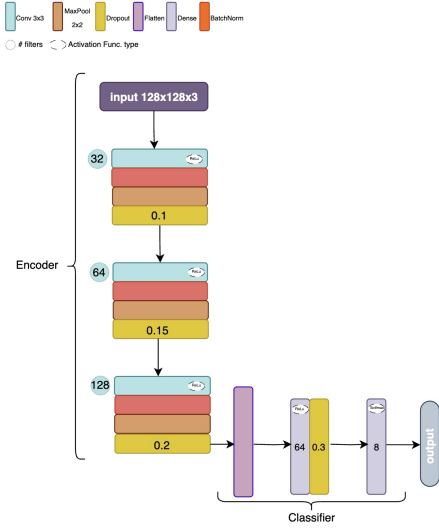 Conv 3x3
MaxPool
2x2
Dropout
Flatten
Dense
BatchNorm
# filters
Activation Func. type
input 128x128x3
32
ReLu
0.1
Encoder
64
ReLu
0.15
128
ReLu
0.2
ReLu
64
0.3
Softmax
8
output
Classifier